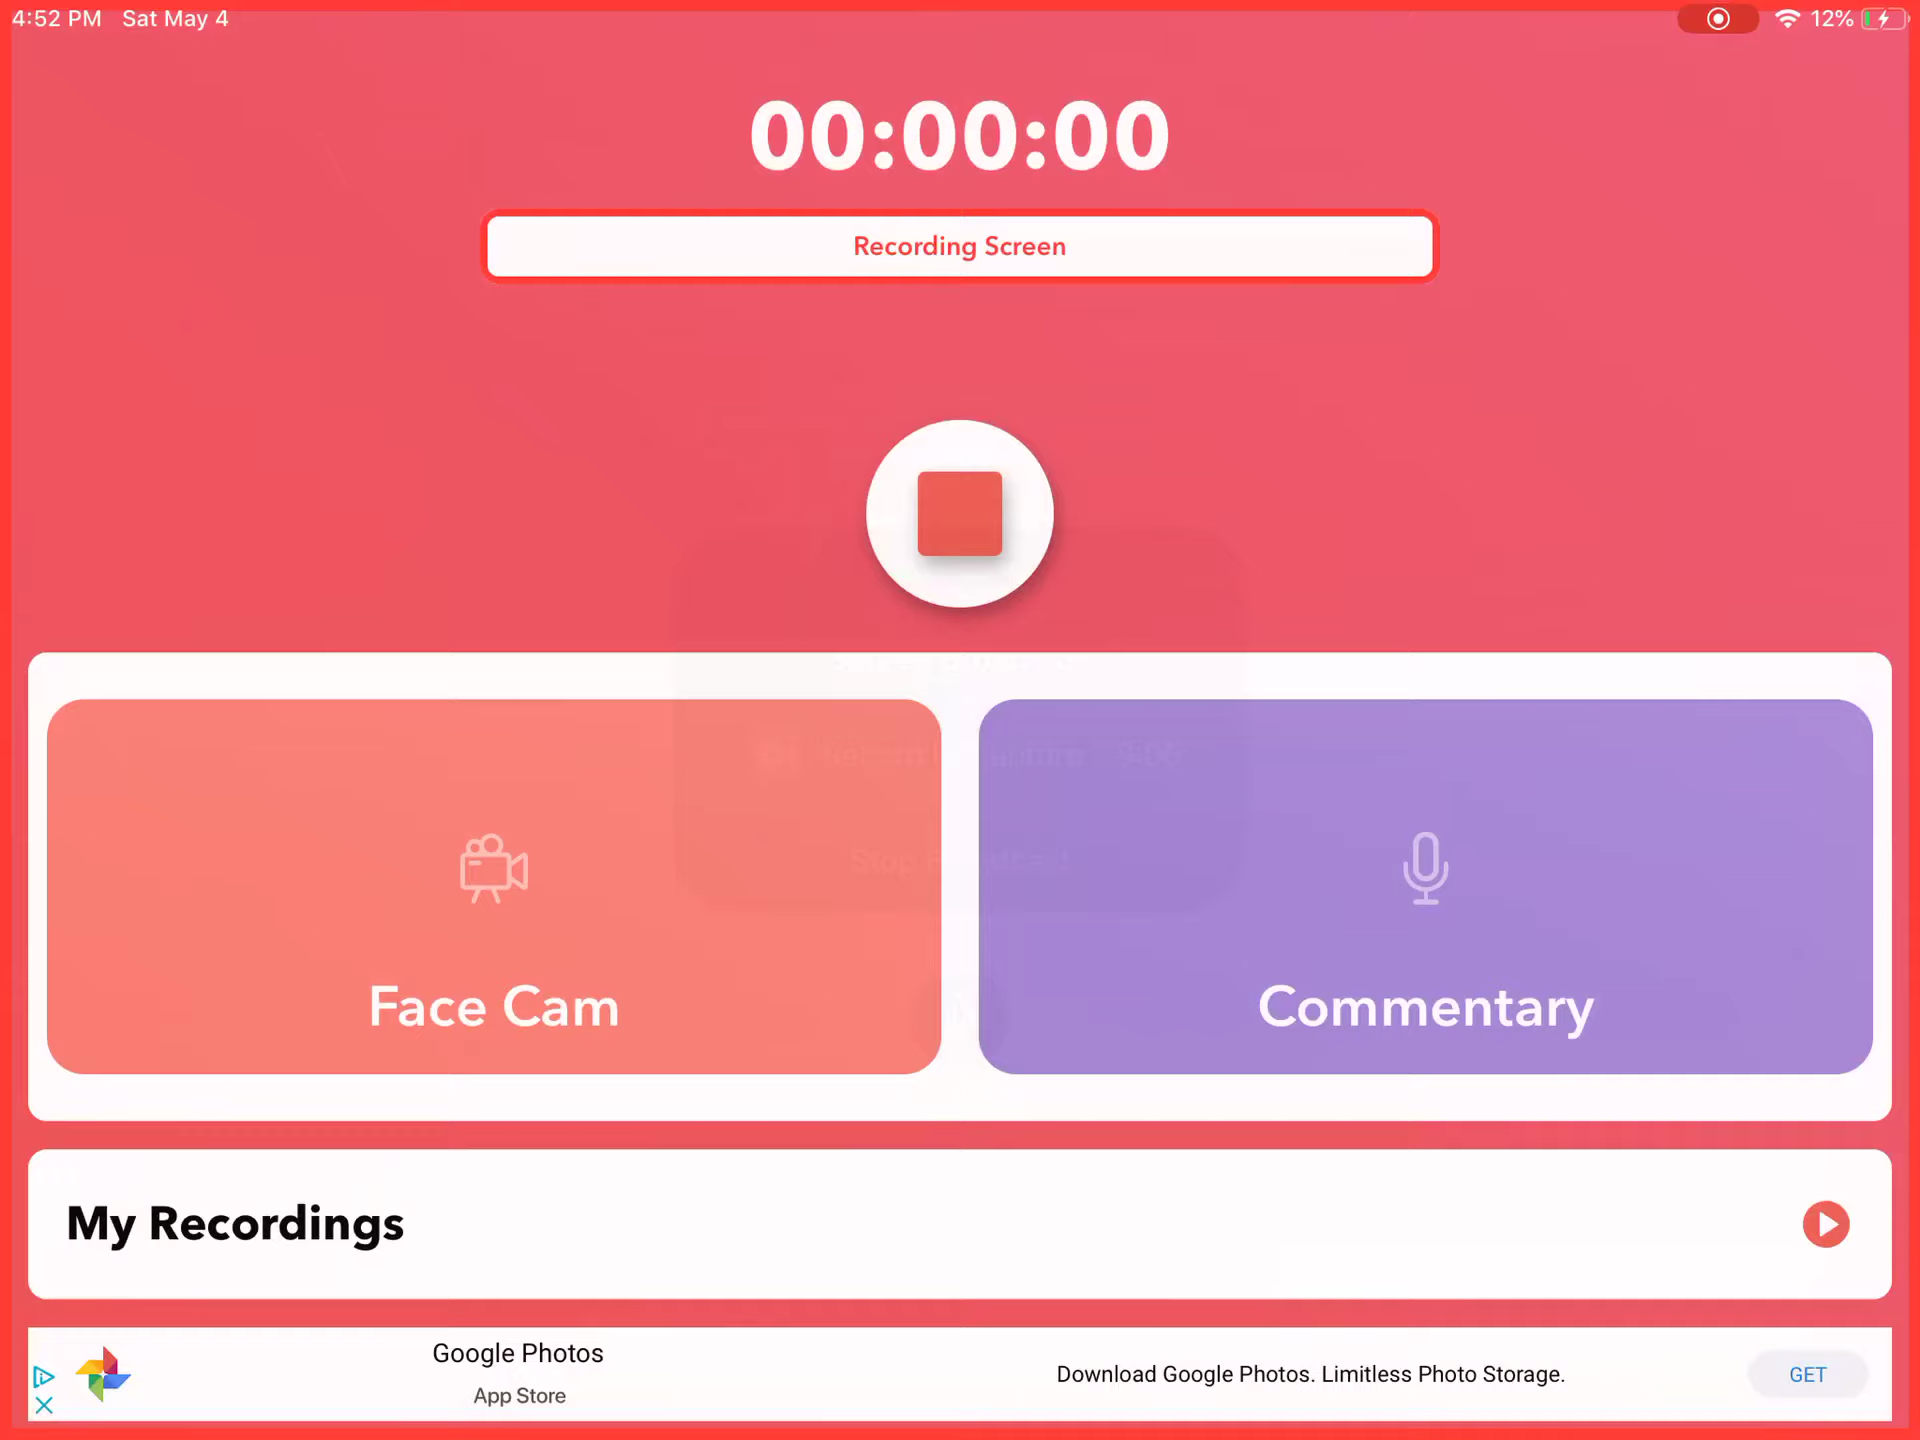 4:52 PM Sat May 4
12%
00:00:00
Recording Screen
Face Cam
Commentary
My Recordings
Google Photos
App Store
Download Google Photos. Limitless Photo Storage.
GET